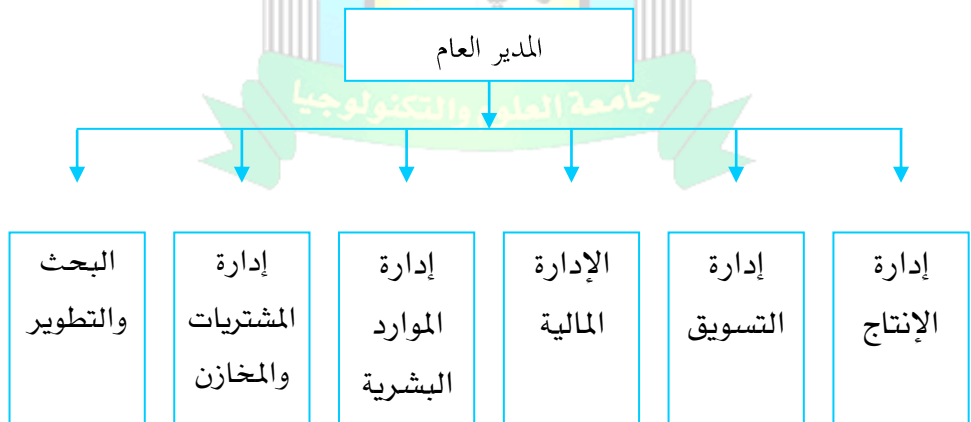 المدير العام
جامعة العلوم والتكنولوجيا
إدارة
الإنتاج
إدارة
التسويق
الإدارة
المالية
إدارة
الموارد
البشرية
إدارة
المشتريات
والمخازن
البحث
والتطوير